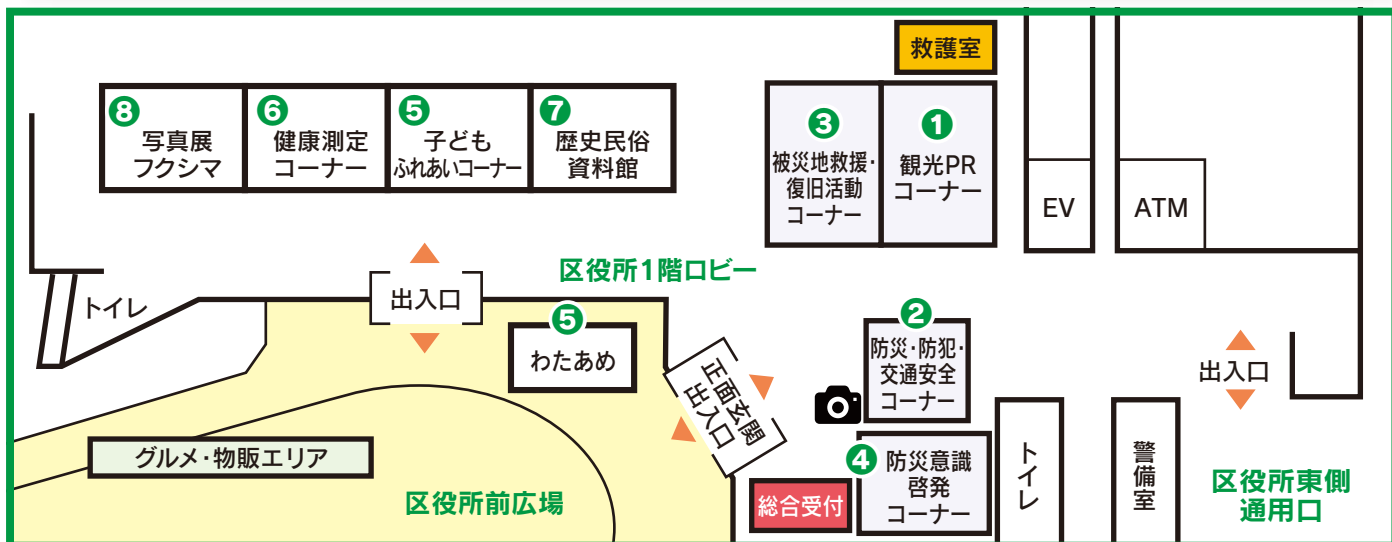 救護室
8
写真展
フクシマ
6
健康測定
コーナー
5
子ども
ふれあいコーナー
7
歴史民俗
資料館
3
被災地救援・
復旧活動
コーナー
1
観光PR
コーナー
EV
ATM
区役所1階ロビー
トイレ
出入口
5
わたあめ
正面玄関
出入口
2
防災・防犯・
交通安全
コーナー
出入口
グルメ・物販エリア
区役所前広場
総合受付
4
防災意識
啓発
コーナー
トイレ
警備室
区役所東側
通用口